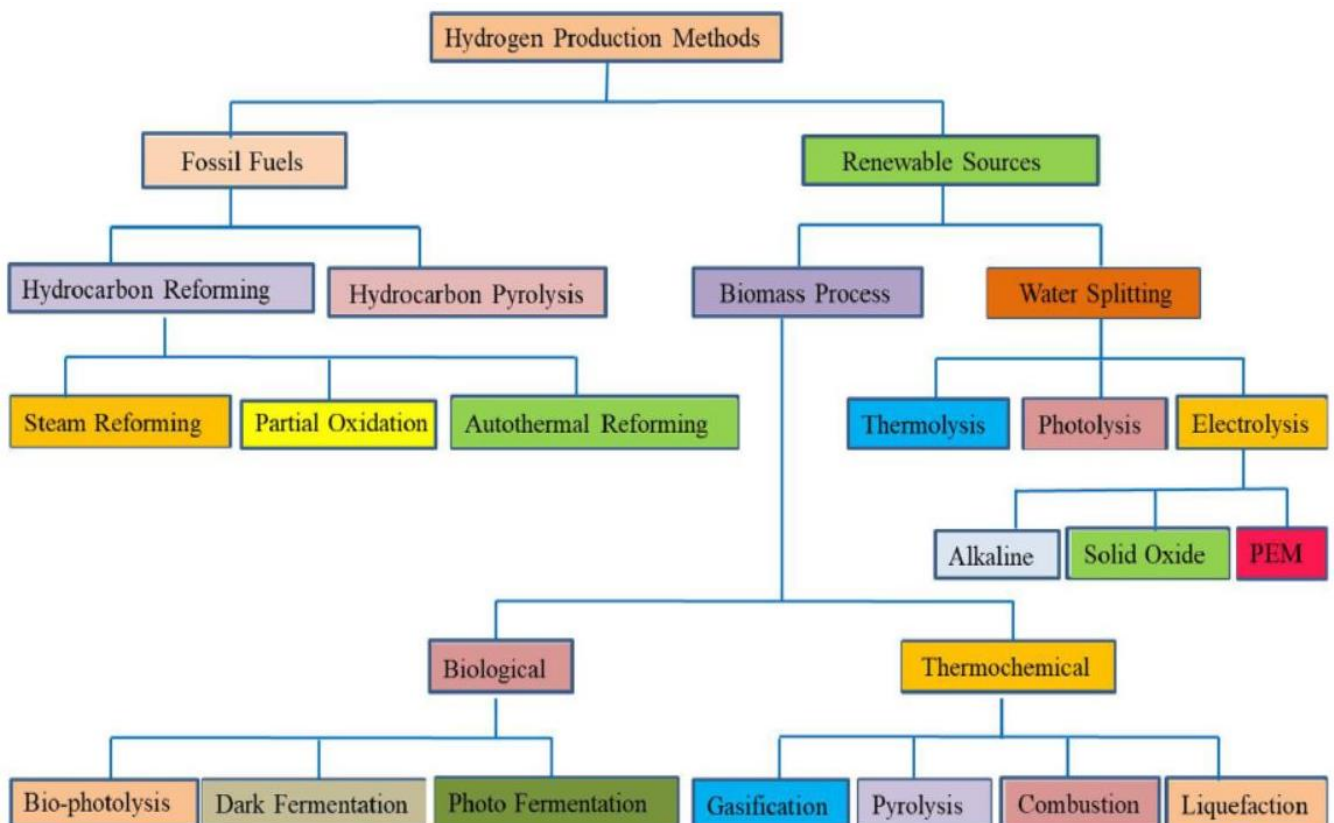 Hydrogen Production Methods
Fossil Fuels
Renewable Sources
Hydrocarbon Reforming
Hydrocarbon Pyrolysis
Biomass Process
Water Splitting
Steam Reforming
Partial Oxidation
Autothermal Reforming
Thermolysis
Photolysis
Electrolysis
Alkaline
Solid Oxide
PEM
Biological
Thermochemical
Bio-photolysis
Dark Fermentation
Photo Fermentation
Gasification
Pyrolysis
Combustion
Liquefaction